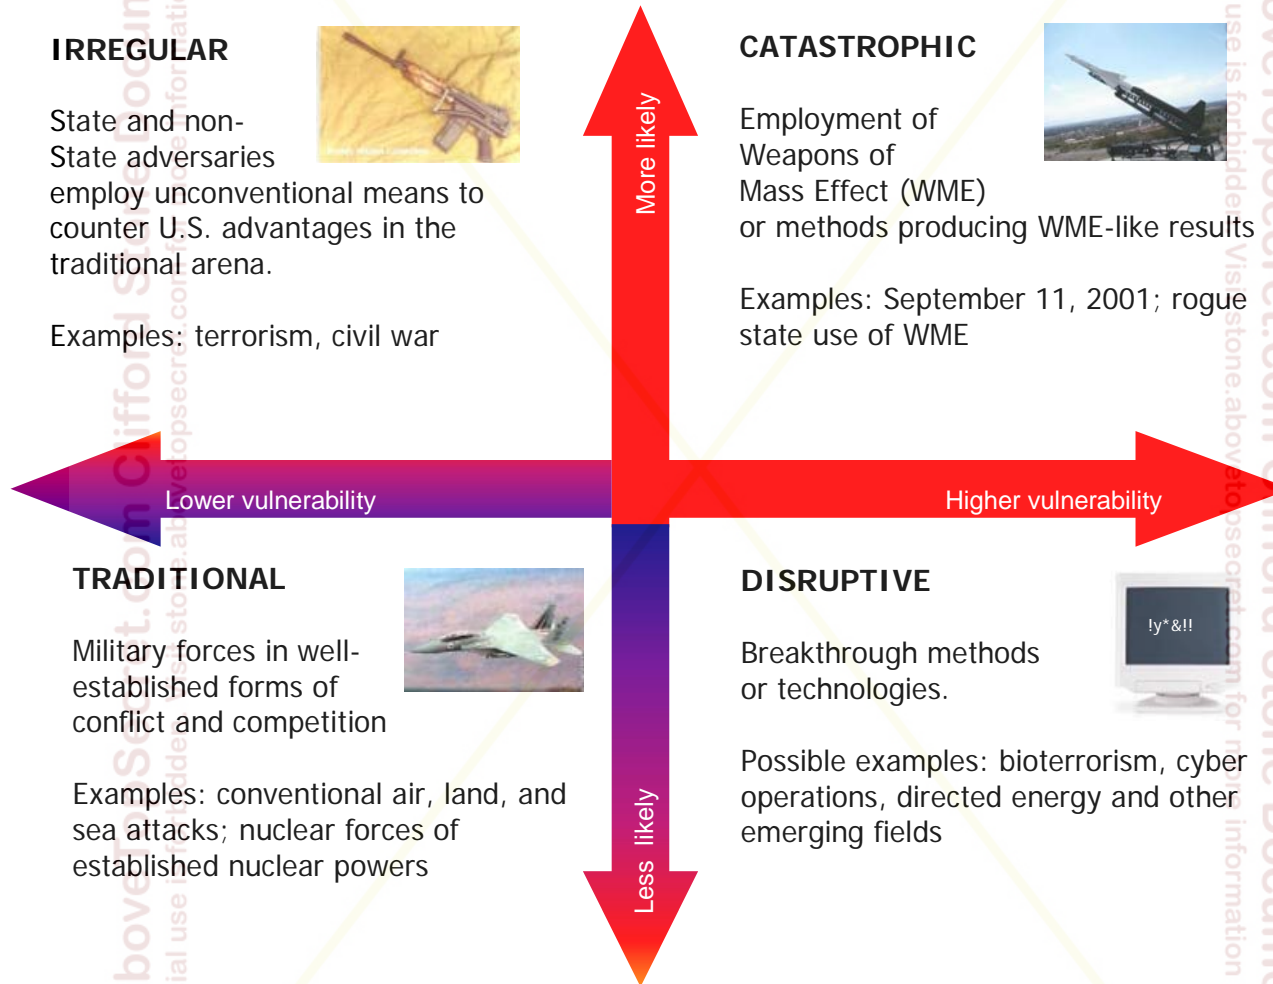 IRREGULAR
State and non-
State adversaries
employ unconventional means to
counter U.S. advantages in the
traditional arena.
Examples: terrorism, civil war
CATASTROPHIC
Employment of
Weapons of
Mass Effect (WME)
or methods producing WME-like results
Examples: September 11, 2001; rogue
state use of WME
More likely
Lower vulnerability
Higher vulnerability
Less likely
TRADITIONAL
Military forces in well-
established forms of
conflict and competition
Examples: conventional air, land, and
sea attacks; nuclear forces of
established nuclear powers
DISRUPTIVE
Breakthrough methods
or technologies.
!y*&!!
Possible examples: bioterrorism, cyber
operations, directed energy and other
emerging fields